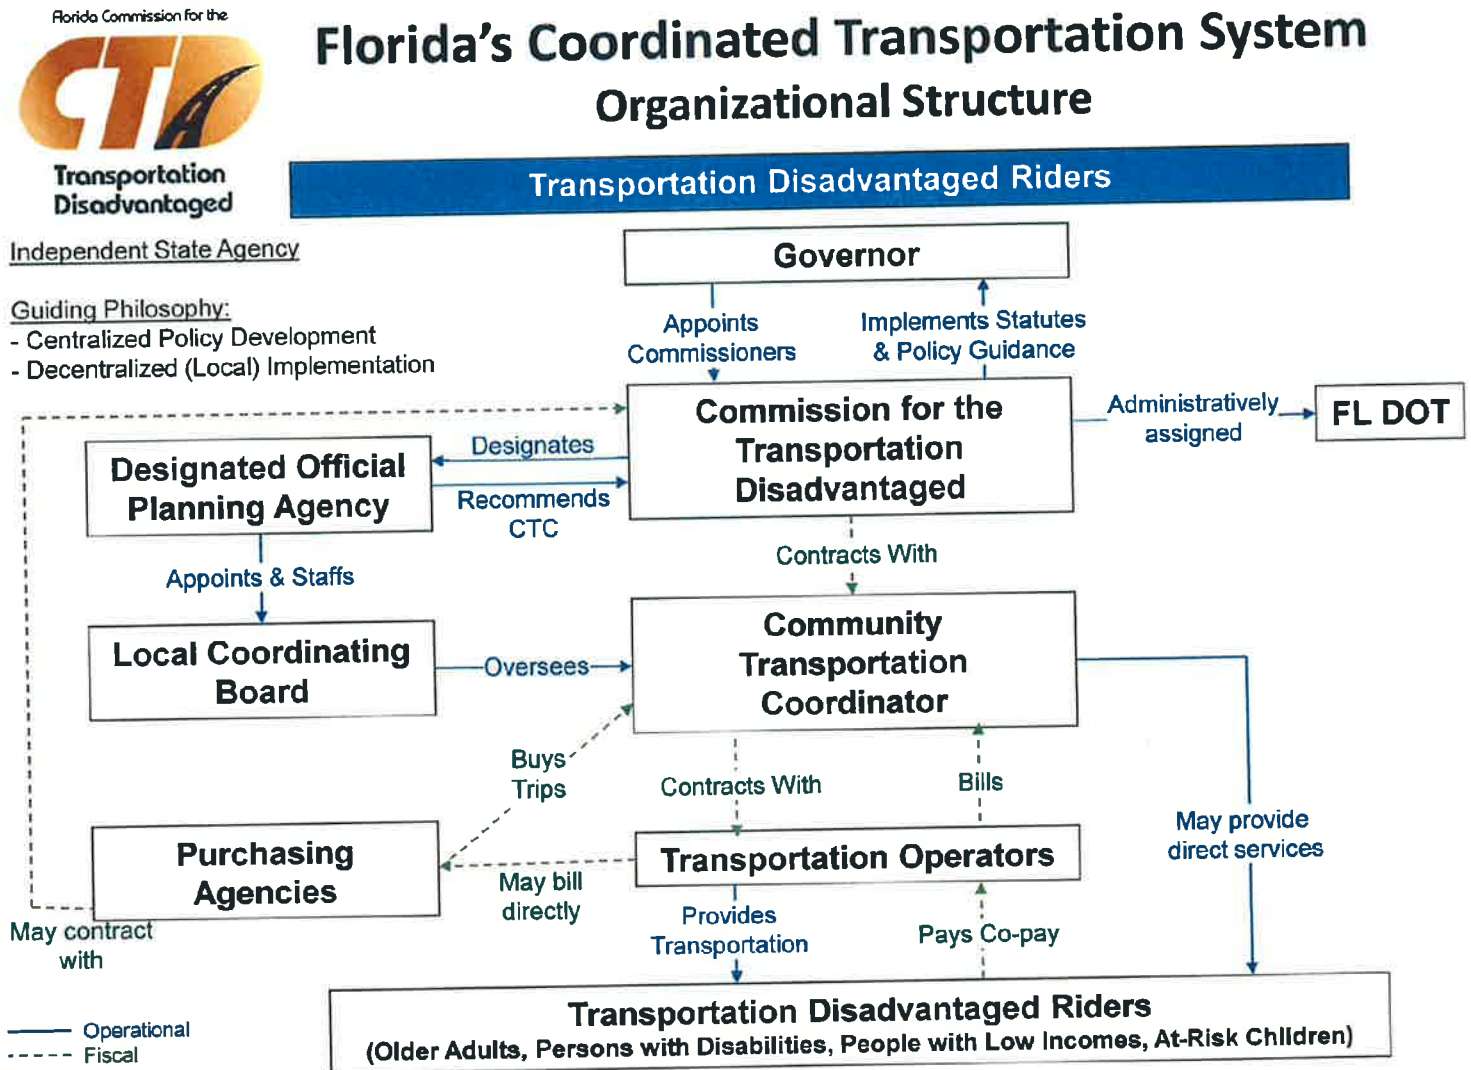 Florida Commission for the
CTD
Transportation
Disadvantaged
Florida's Coordinated Transportation System
Organizational Structure
Transportation Disadvantaged Riders
Independent State Agency
Guiding Philosophy:
- Centralized Policy Development
- Decentralized (Local) Implementation
Governor
Appoints
Commissioners
Implements Statutes
& Policy Guidance
Commission for the
Transportation
Disadvantaged
Administratively
assigned
FL DOT
Designates
Recommends
CTC
Designated Official
Planning Agency
Appoints & Staffs
Contracts With
Local Coordinating
Board
Oversees
Community
Transportation
Coordinator
Buys
Trips
Contracts With
Bills
May provide
direct services
Purchasing
Agencies
May bill
directly
Transportation Operators
May contract
with
Provides
Transportation
Pays Co-pay
Transportation Disadvantaged Riders
(Older Adults, Persons with Disabilities, People with Low Incomes, At-Risk Children)
Operational
Fiscal